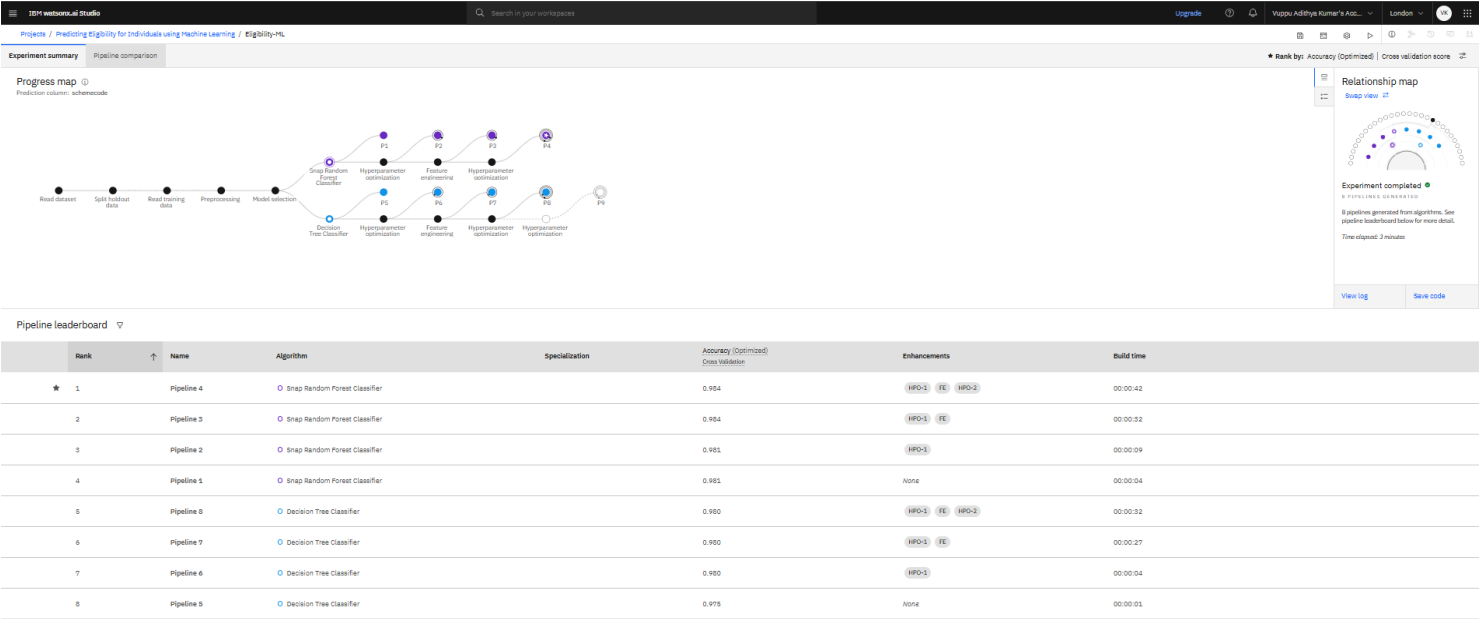 IBM watsonx.ai Studio
Search in your workspaces
Upgrade
Vuppu Adithya Kumar's Acc...
London
VK
Projects / Predicting Eligibility for Individuals using Machine Learning / Eligibility-ML
Experiment summary
Pipeline comparison
Rank by: Accuracy (Optimized) | Cross validation score
Progress map
Prediction column: schemecode
P1 P2 P3 P4
Snap Random Forest Classifier
Hyperparameter optimization
Feature engineering
Hyperparameter optimization
Read dataset
Split holdout data
Read training data
Preprocessing
Model selection
P5 P6 P7 P8 P9
Decision Tree Classifier
Hyperparameter optimization
Feature engineering
Hyperparameter optimization
Hyperparameter optimization
Relationship map
Swap view
Experiment completed
8 PIPELINES GENERATED
8 pipelines generated from algorithms. See
pipeline leaderboard below for more detail.
Time elapsed: 3 minutes
View log
Save code
Pipeline leaderboard
Rank Name Algorithm Specialization Accuracy (Optimized) Cross Validation Enhancements Build time
1 Pipeline 4 Snap Random Forest Classifier 0.984 HPO-1 FE HPO-2 00:00:42
2 Pipeline 3 Snap Random Forest Classifier 0.984 HPO-1 FE 00:00:32
3 Pipeline 2 Snap Random Forest Classifier 0.981 HPO-1 00:00:09
4 Pipeline 1 Snap Random Forest Classifier 0.981 None 00:00:04
5 Pipeline 8 Decision Tree Classifier 0.980 HPO-1 FE HPO-2 00:00:32
6 Pipeline 7 Decision Tree Classifier 0.980 HPO-1 FE 00:00:27
7 Pipeline 6 Decision Tree Classifier 0.980 HPO-1 00:00:04
8 Pipeline 5 Decision Tree Classifier 0.975 None 00:00:01